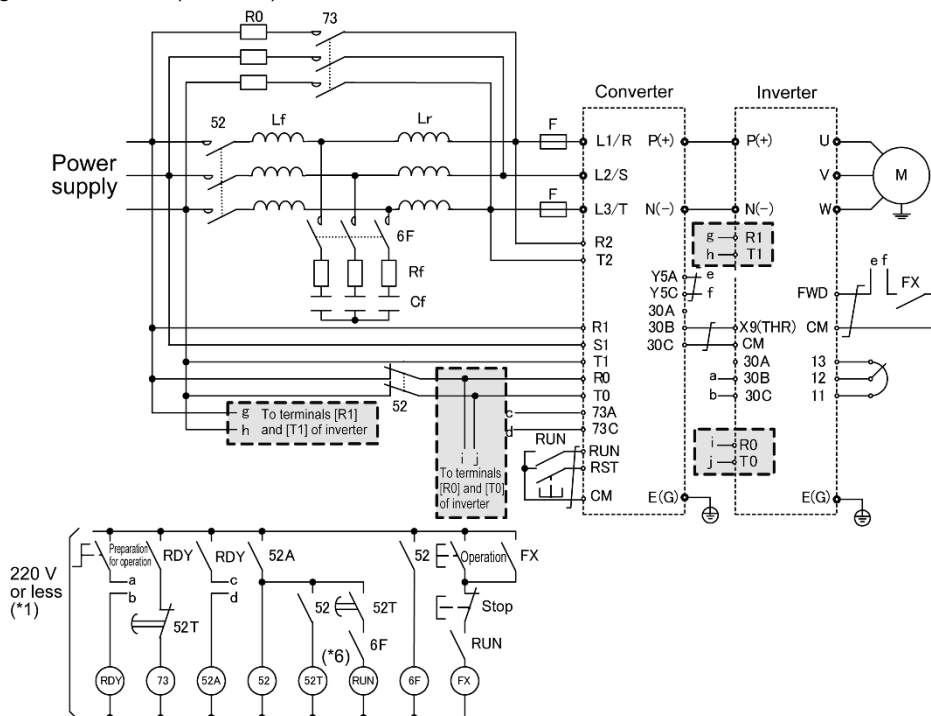 R0
73
Converter
Inverter
52
Lf
Lr
F
L1/R
P(+)
P(+)
U
Power
supply
L2/S
V
M
F
L3/T
N(-)
N(-)
W
6F
R2
g
R1
T2
h
T1
Rf
Y5A
e
e f
Cf
Y5C
f
FWD
FX
30A
R1
30B
X9(THR)
CM
S1
30C
CM
T1
30A
13
R0
a
30B
12
52
T0
b
30C
11
g To terminals [R1]
h and [T1] of inverter
c
73A
d
73C
i
R0
RUN
RUN
i j
j
T0
RST
To terminals
[R0] and [T0]
of inverter
CM
E(G)
E(G)
220 V
or less
(*1)
Preparation
for operation
RDY
RDY
52A
52
Operation
FX
a
b
c
d
52T
52
52T
Stop
(*6)
6F
RUN
RDY
73
52A
52
52T
RUN
6F
FX